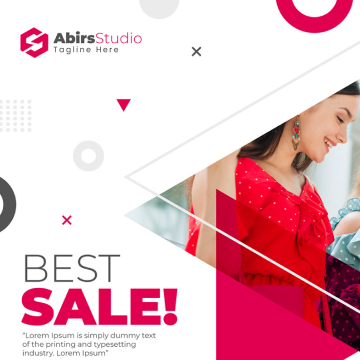 AbirsStudio
Tagline Here
BEST
SALE!
"Lorem Ipsum is simply dummy text
of the printing and typesetting
industry. Lorem Ipsum"